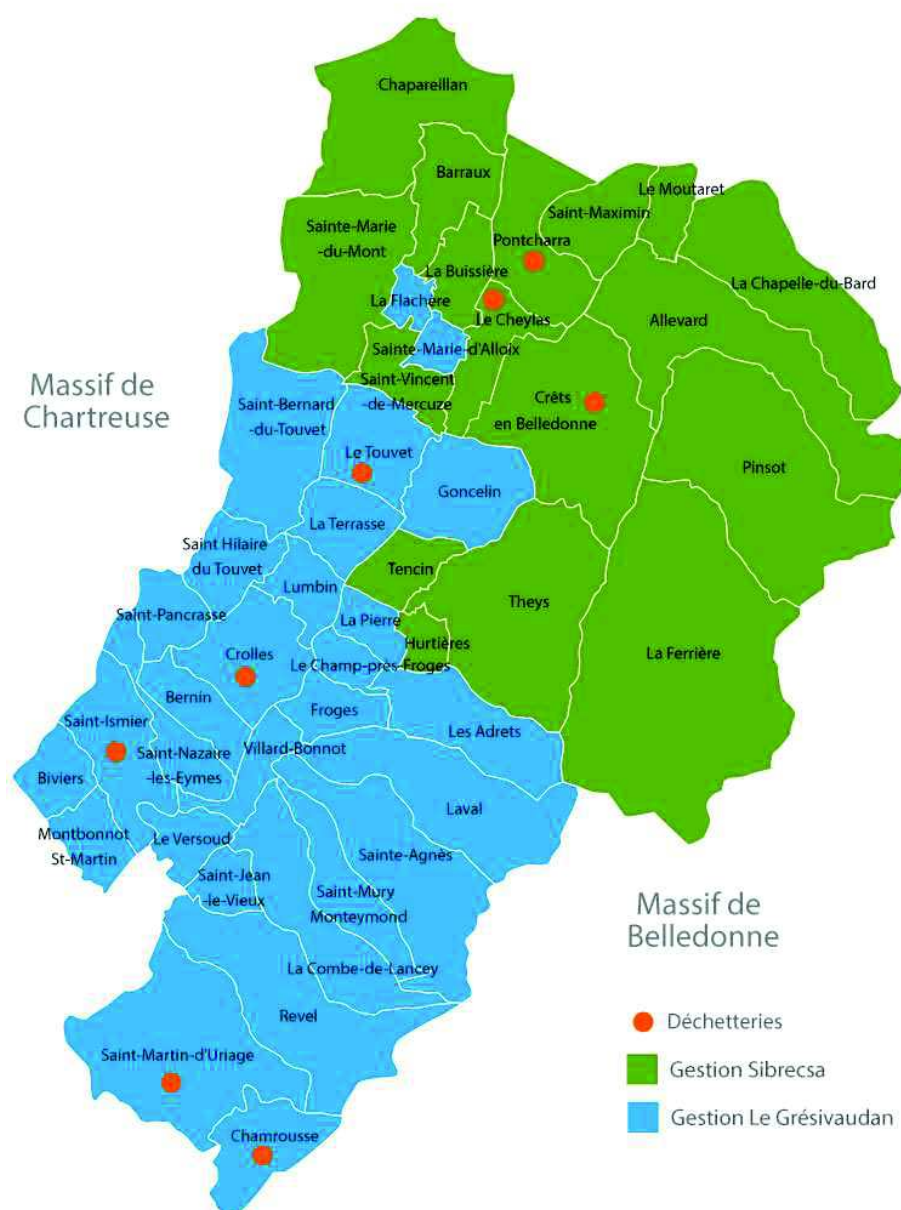 Chapareillan
Barraux
Le Moutaret
Saint-Maximin
Sainte-Marie
-du-Mont
Pontcharra
La Buissière
La Chapelle-du-Bard
La Flachère
Le Cheylas
Allevard
Sainte-Marie-d'Alloix
Massif de
Chartreuse
Saint-Vincent
-de-Mercuze
Saint-Bernard
-du-Touvet
Crêts
en Belledonne
Le Touvet
Pinsot
Goncelin
La Terrasse
Saint Hilaire
du Touvet
Lumbin
Tencin
Theys
Saint-Pancrasse
La Pierre
Hurtières
Crolles
Le Champ-près-Froges
La Ferrière
Bernin
Froges
Saint-Ismier
Les Adrets
Villard-Bonnot
Saint-Nazaire
-les-Eymes
Biviers
Laval
Montbonnot
St-Martin
Le Versoud
Sainte-Agnès
Saint-Jean
-le-Vieux
Saint-Mury
Monteymond
Massif de
Belledonne
La Combe-de-Lancey
Revel
Déchetteries
Saint-Martin-d'Uriage
Gestion Sibrecsa
Gestion Le Grésivaudan
Chamrousse